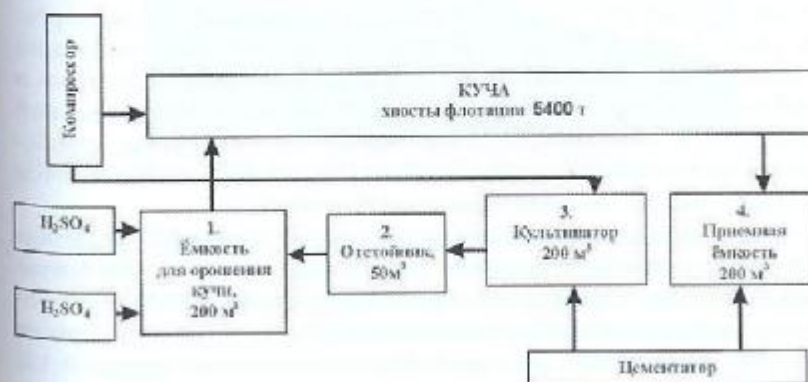 Компрессор
КУЧА
хвосты флотации 5400 т
H₂SO₄
H₂SO₄
1.
Ёмкость
для орошения
кучи,
200 м³
2.
Отстойник,
50м³
3.
Культиватор
200 м³
4.
Приемная
ёмкость
200 м³
Цементатор